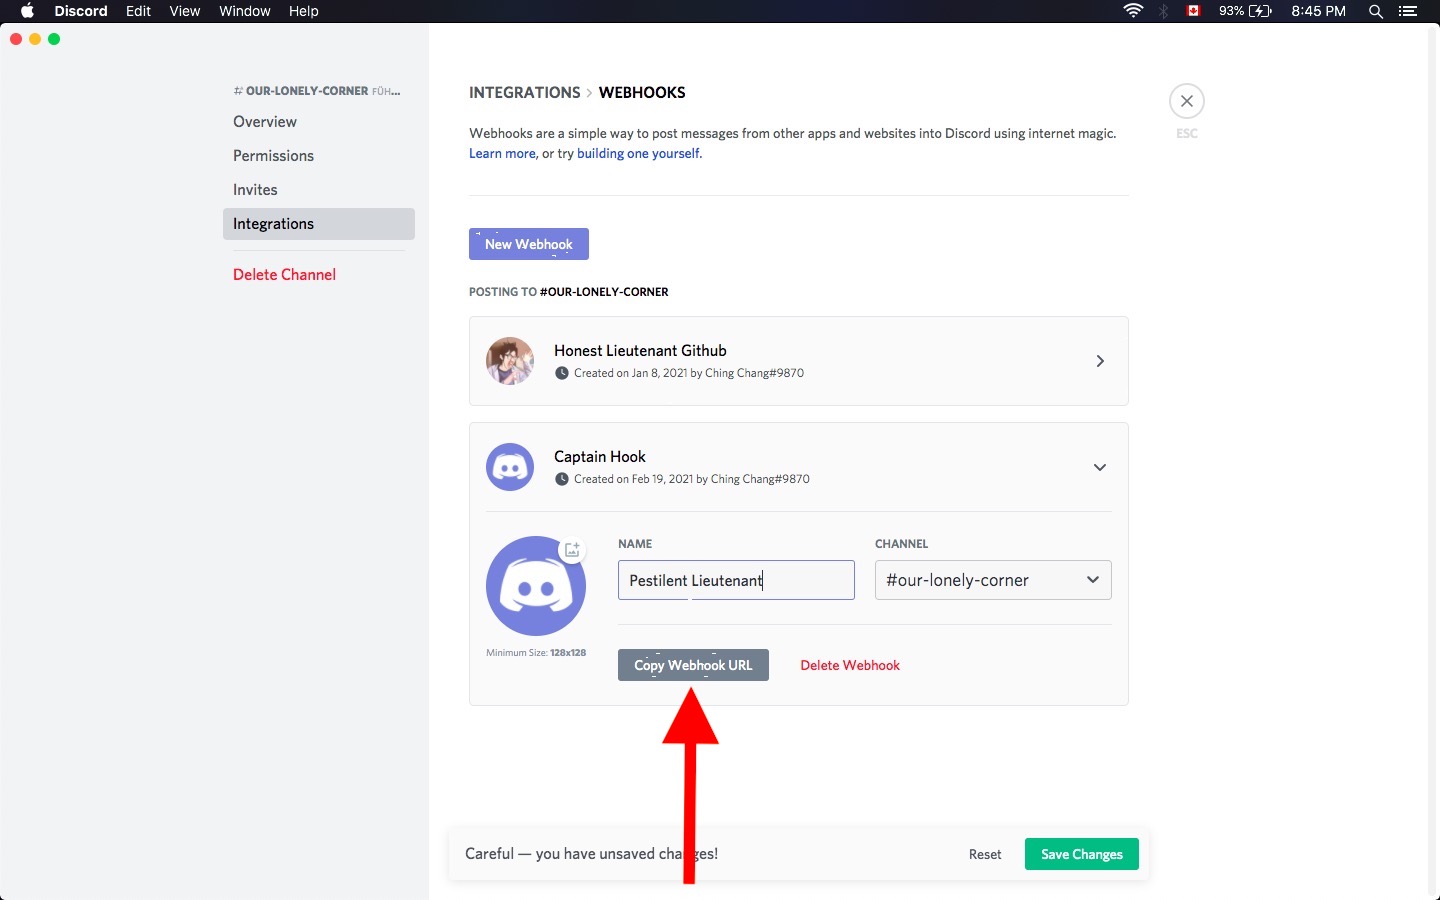 Discord Edit View Window Help 93% 8:45 PM
# OUR-LONELY-CORNER FÜH...
Overview
Permissions
Invites
Integrations
Delete Channel
INTEGRATIONS > WEBHOOKS
Webhooks are a simple way to post messages from other apps and websites into Discord using internet magic.
Learn more, or try building one yourself.
ESC
New Webhook
POSTING TO #OUR-LONELY-CORNER
Honest Lieutenant Github
Created on Jan 8, 2021 by Ching Chang#9870
Captain Hook
Created on Feb 19, 2021 by Ching Chang#9870
NAME
Pestilent Lieutenant
CHANNEL
#our-lonely-corner
Minimum Size: 128x128
Copy Webhook URL
Delete Webhook
Careful — you have unsaved changes!
Reset
Save Changes